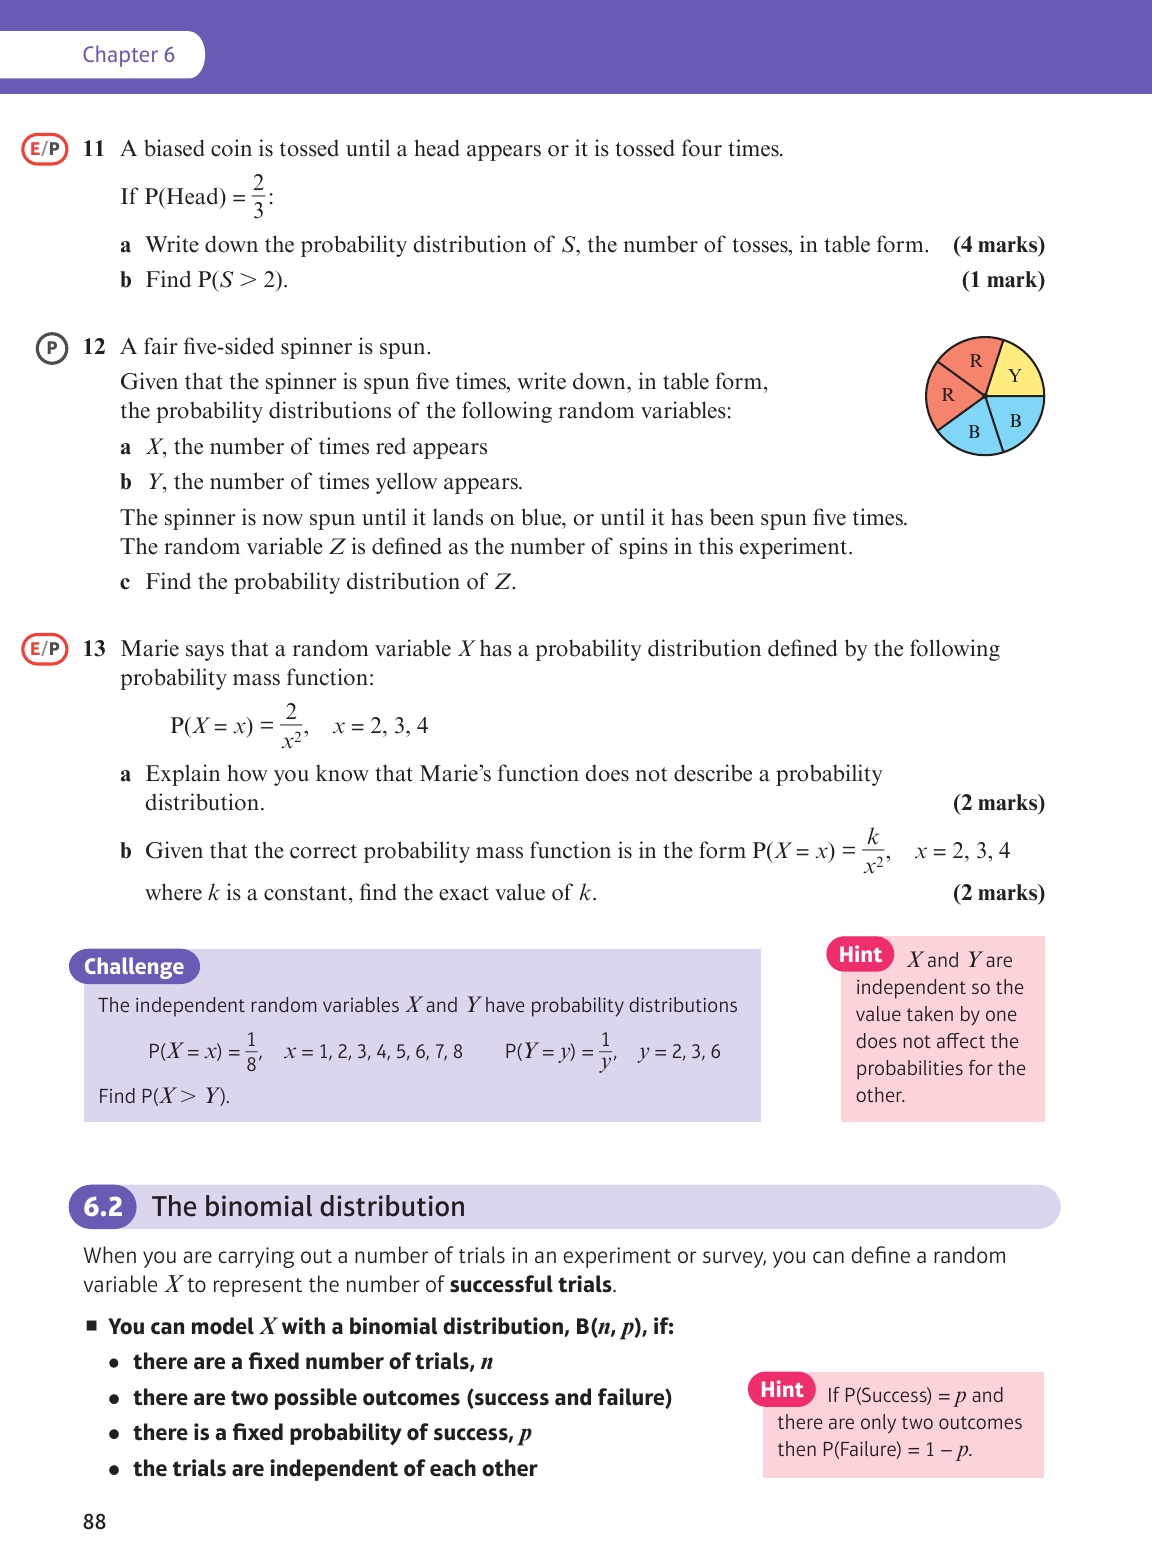 Chapter 6
E/P 11 A biased coin is tossed until a head appears or it is tossed four times.
If P(Head) = 2/3:
a Write down the probability distribution of S, the number of tosses, in table form. (4 marks)
b Find P(S > 2). (1 mark)
P 12 A fair five-sided spinner is spun.
Given that the spinner is spun five times, write down, in table form,
the probability distributions of the following random variables:
a X, the number of times red appears
b Y, the number of times yellow appears.
R
Y
R
B
B
The spinner is now spun until it lands on blue, or until it has been spun five times.
The random variable Z is defined as the number of spins in this experiment.
c Find the probability distribution of Z.
E/P 13 Marie says that a random variable X has a probability distribution defined by the following
probability mass function:
P(X = x) = 2/x², x = 2, 3, 4
a Explain how you know that Marie’s function does not describe a probability
distribution. (2 marks)
b Given that the correct probability mass function is in the form P(X = x) = k/x², x = 2, 3, 4
where k is a constant, find the exact value of k. (2 marks)
Challenge
The independent random variables X and Y have probability distributions
P(X = x) = 1/8, x = 1, 2, 3, 4, 5, 6, 7, 8 P(Y = y) = 1/y, y = 2, 3, 6
Find P(X > Y).
Hint X and Y are
independent so the
value taken by one
does not affect the
probabilities for the
other.
6.2 The binomial distribution
When you are carrying out a number of trials in an experiment or survey, you can define a random
variable X to represent the number of successful trials.
■ You can model X with a binomial distribution, B(n, p), if:
• there are a fixed number of trials, n
• there are two possible outcomes (success and failure)
• there is a fixed probability of success, p
• the trials are independent of each other
Hint If P(Success) = p and
there are only two outcomes
then P(Failure) = 1 – p.
88